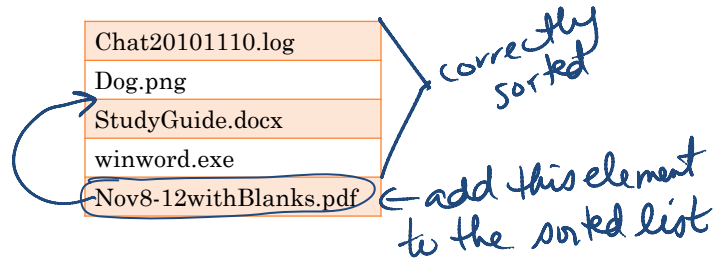 Chat20101110.log
Dog.png
StudyGuide.docx
winword.exe
Nov8-12withBlanks.pdf
correctly
sorted
add this element
to the sorted list